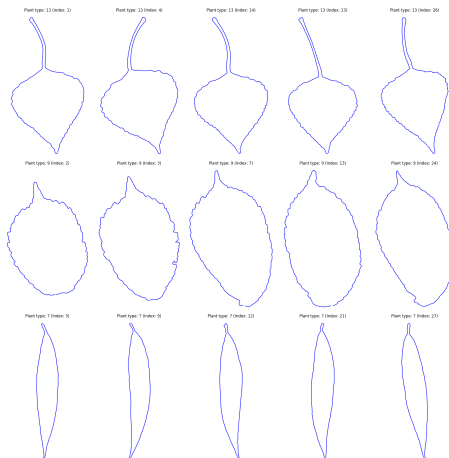 Plant type: 13 (Index: 1)
Plant type: 13 (Index: 4)
Plant type: 13 (Index: 14)
Plant type: 13 (Index: 23)
Plant type: 13 (Index: 26)
Plant type: 9 (Index: 2)
Plant type: 9 (Index: 3)
Plant type: 9 (Index: 7)
Plant type: 9 (Index: 13)
Plant type: 9 (Index: 24)
Plant type: 7 (Index: 5)
Plant type: 7 (Index: 9)
Plant type: 7 (Index: 12)
Plant type: 7 (Index: 21)
Plant type: 7 (Index: 27)